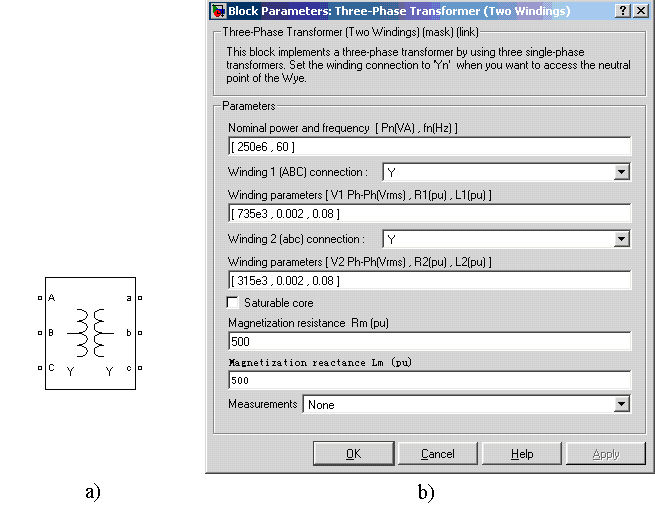 A a
B b
C Y Y c
a)
Block Parameters: Three-Phase Transformer (Two Windings)
Three-Phase Transformer (Two Windings) (mask) (link)
This block implements a three-phase transformer by using three single-phase
transformers. Set the winding connection to 'Yn' when you want to access the neutral
point of the Wye.
Parameters
Nominal power and frequency [ Pn(VA) , fn(Hz) ]
[ 250e6 , 60 ]
Winding 1 (ABC) connection : Y
Winding parameters [ V1 Ph-Ph(Vrms) , R1(pu) , L1(pu) ]
[ 735e3 , 0.002 , 0.08 ]
Winding 2 (abc) connection : Y
Winding parameters [ V2 Ph-Ph(Vrms) , R2(pu) , L2(pu) ]
[ 315e3 , 0.002 , 0.08 ]
Saturable core
Magnetization resistance Rm (pu)
500
Magnetization reactance Lm (pu)
500
Measurements None
OK Cancel Help Apply
b)